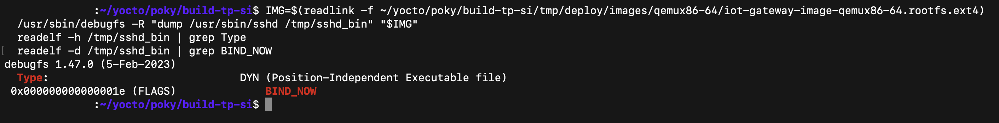 :~/yocto/poky/build-tp-si$ IMG=$(readlink -f ~/yocto/poky/build-tp-si/tmp/deploy/images/qemux86-64/iot-gateway-image-qemux86-64.rootfs.ext4)
/usr/sbin/debugfs -R "dump /usr/sbin/sshd /tmp/sshd_bin" "$IMG"
readelf -h /tmp/sshd_bin | grep Type
[ readelf -d /tmp/sshd_bin | grep BIND_NOW
debugfs 1.47.0 (5-Feb-2023)
Type: DYN (Position-Independent Executable file)
0x000000000000001e (FLAGS) BIND_NOW
:~/yocto/poky/build-tp-si$